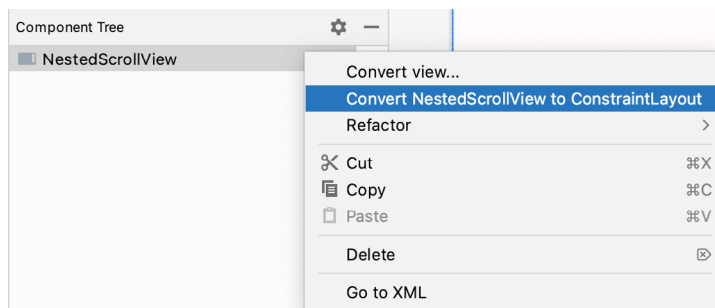 Component Tree
NestedScrollView
Convert view...
Convert NestedScrollView to ConstraintLayout
Refactor
Cut ⌘X
Copy ⌘C
Paste ⌘V
Delete
Go to XML